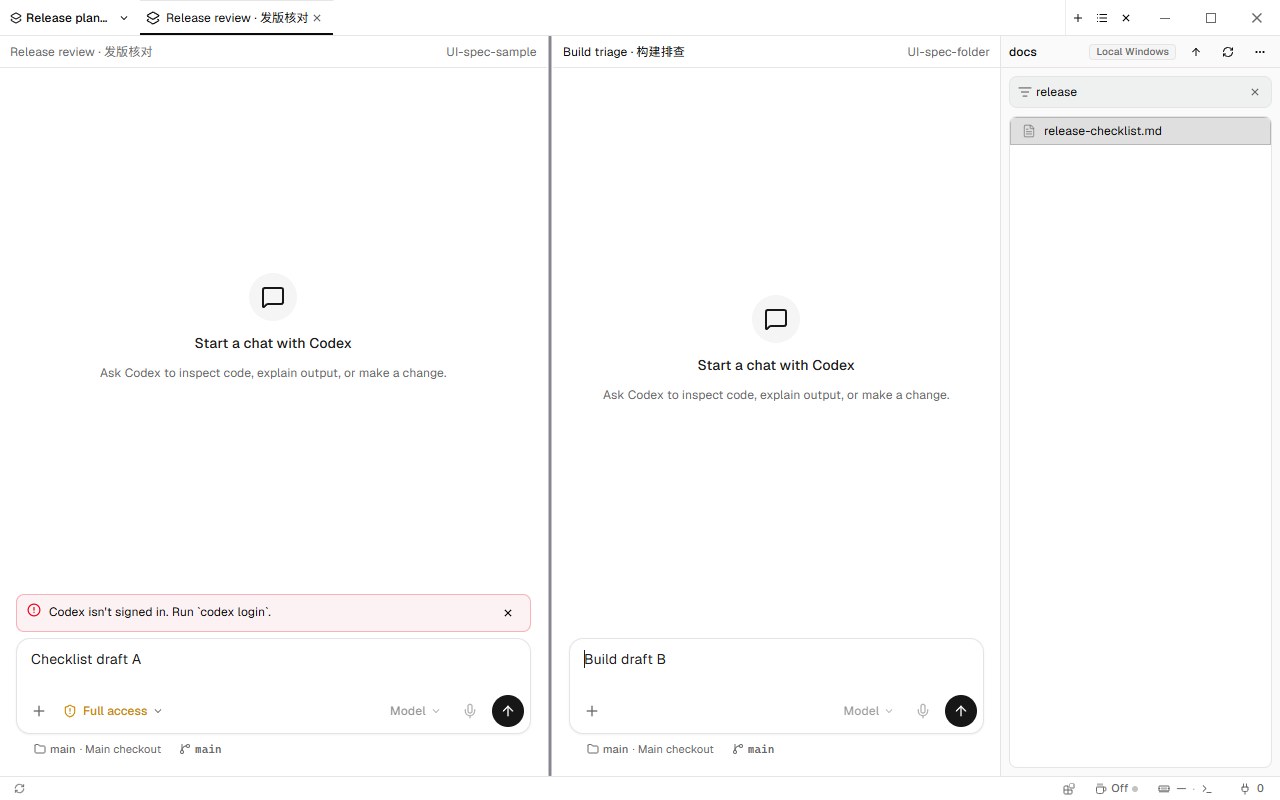 Release plan...
Release review · 发版核对
Release review · 发版核对
UI-spec-sample
Start a chat with Codex
Ask Codex to inspect code, explain output, or make a change.
Codex isn't signed in. Run `codex login`.
Checklist draft A
Full access
Model
main · Main checkout
main
Build triage · 构建排查
UI-spec-folder
Start a chat with Codex
Ask Codex to inspect code, explain output, or make a change.
Build draft B
Model
main · Main checkout
main
docs
Local Windows
release
release-checklist.md
Off
— ·
0